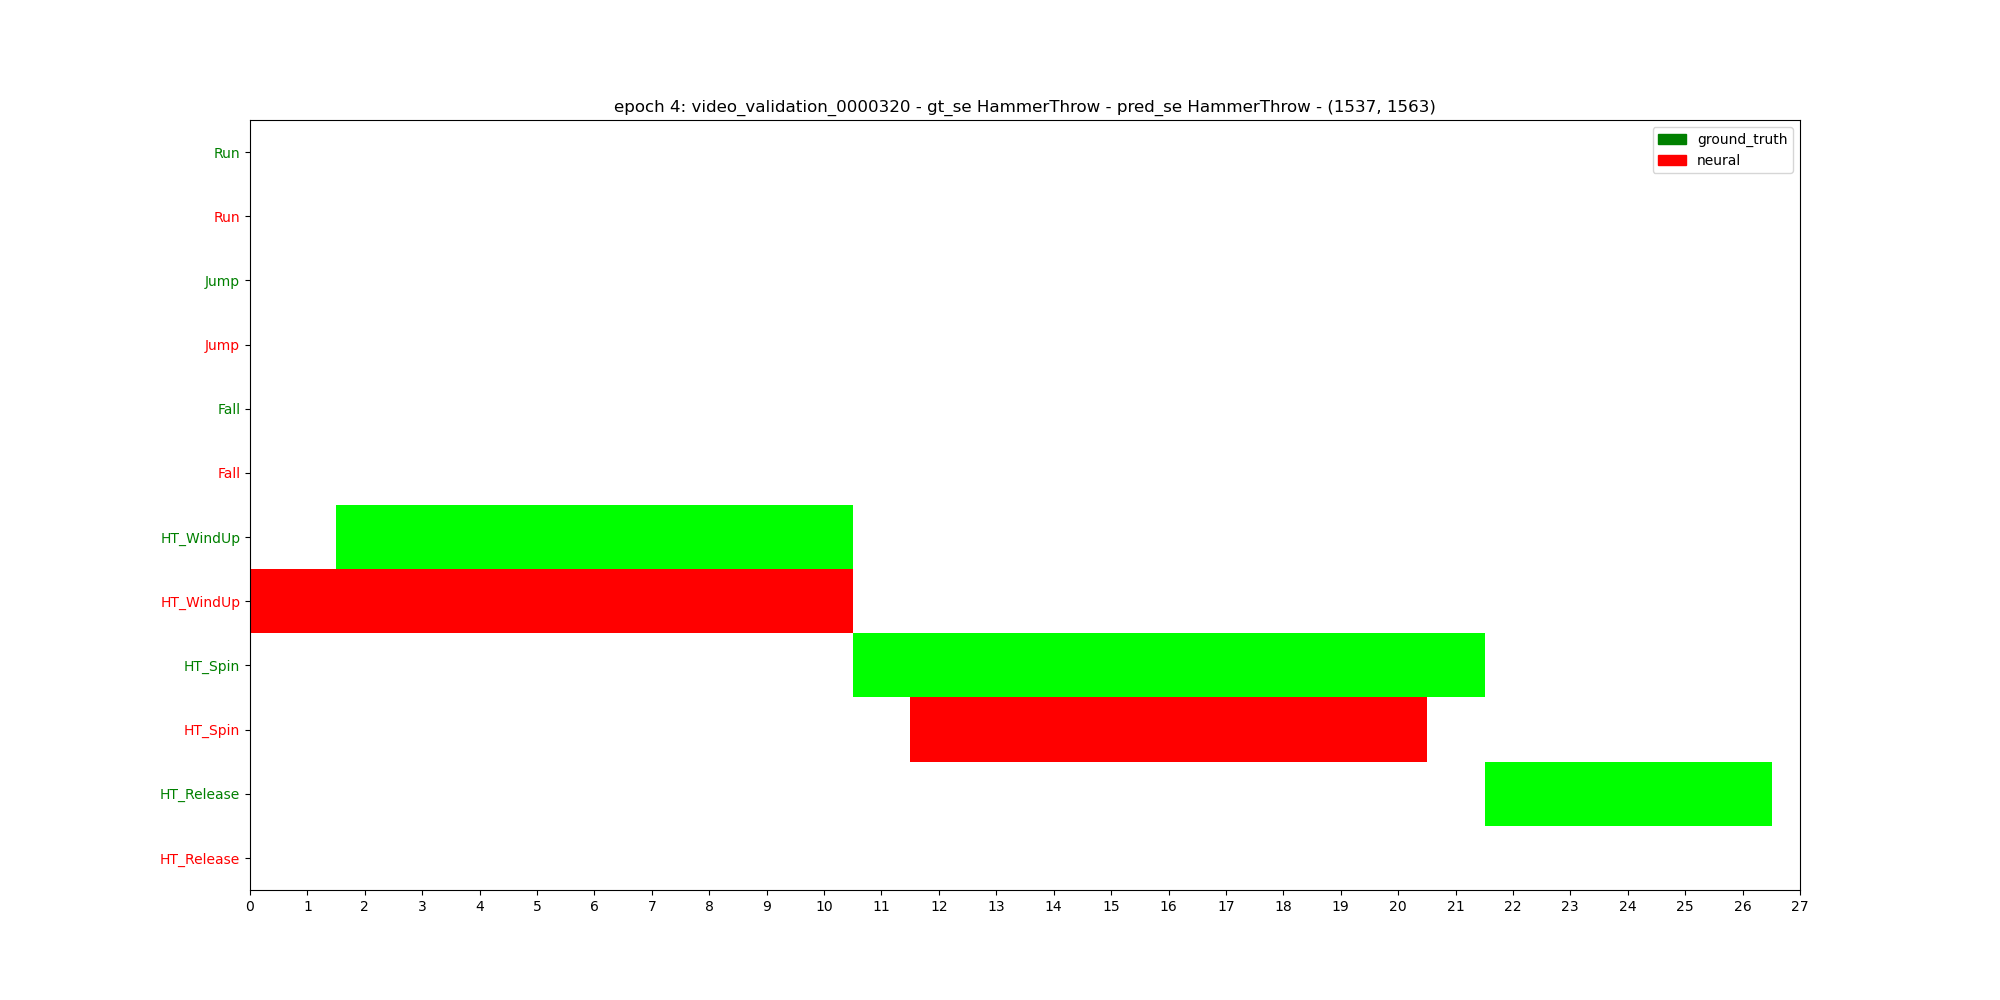 epoch 4: video_validation_0000320 - gt_se HammerThrow - pred_se HammerThrow - (1537, 1563)
ground_truth
neural
Run
Run
Jump
Jump
Fall
Fall
HT_WindUp
HT_WindUp
HT_Spin
HT_Spin
HT_Release
HT_Release
0 1 2 3 4 5 6 7 8 9 10 11 12 13 14 15 16 17 18 19 20 21 22 23 24 25 26 27